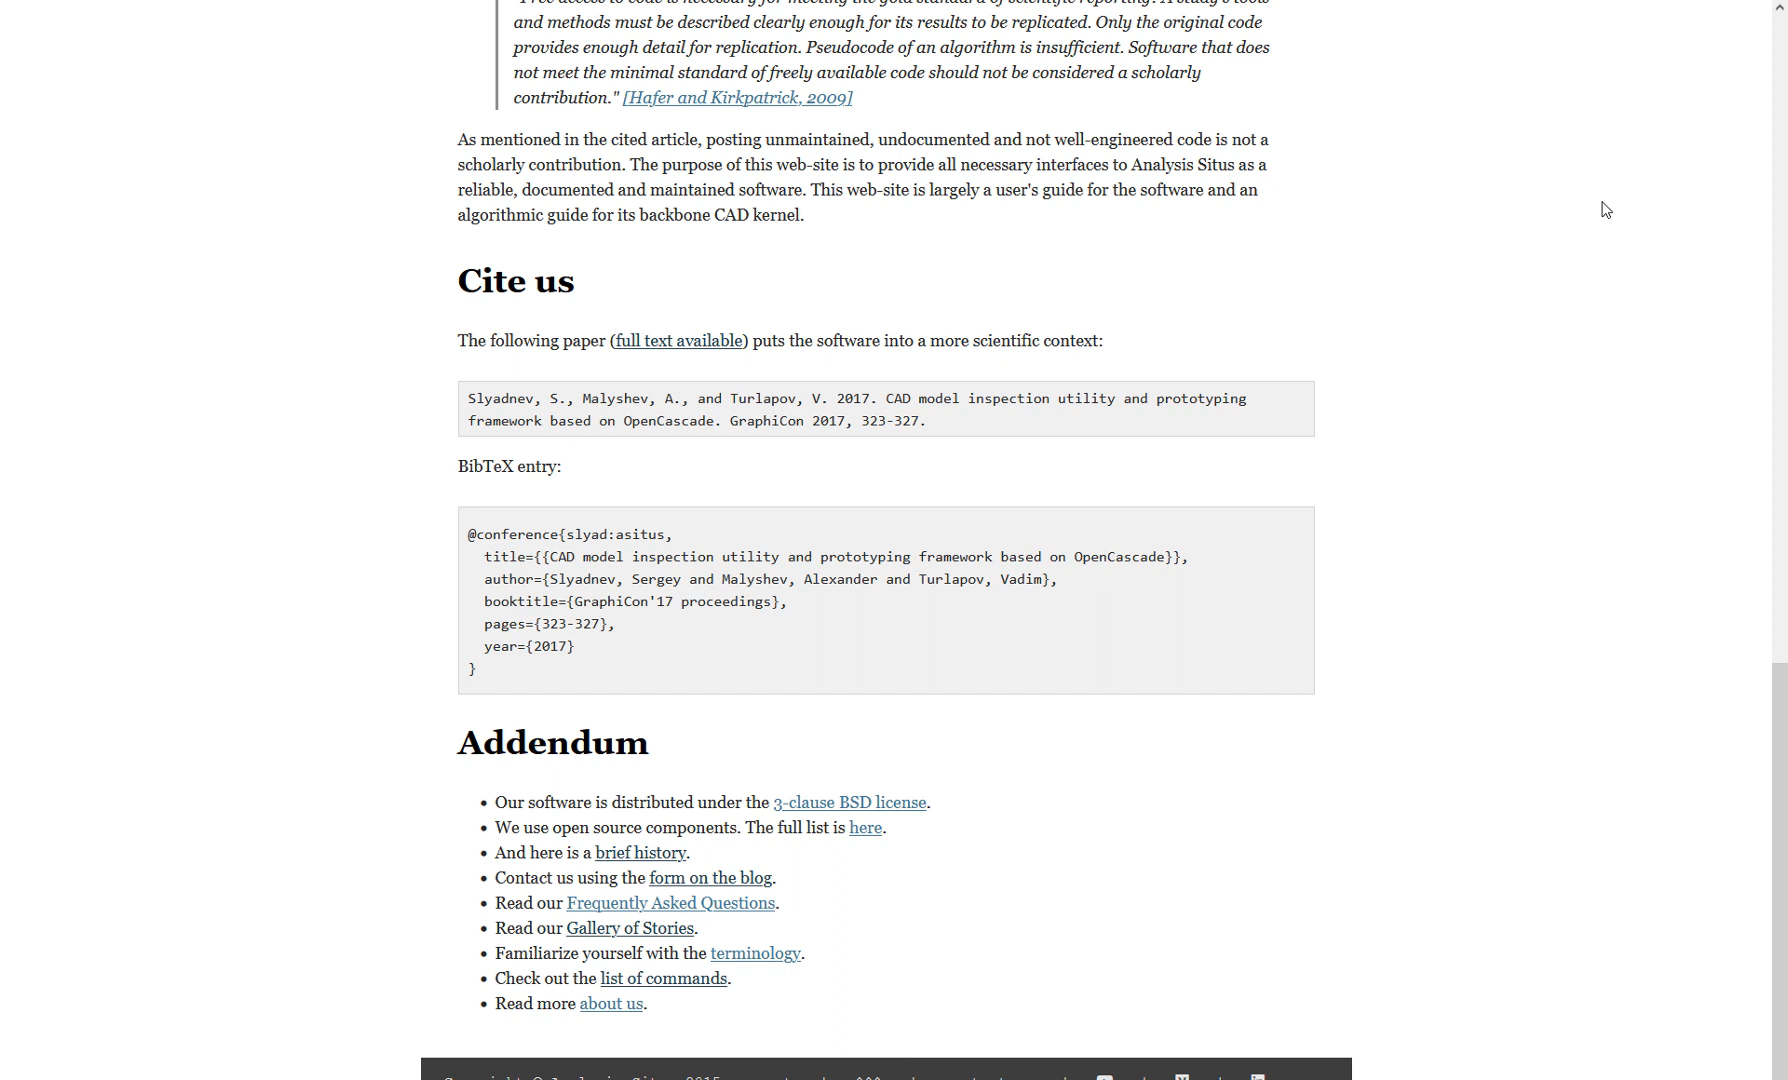 and methods must be described clearly enough for its results to be replicated. Only the original code
provides enough detail for replication. Pseudocode of an algorithm is insufficient. Software that does
not meet the minimal standard of freely available code should not be considered a scholarly
contribution." [Hafer and Kirkpatrick, 2009]
As mentioned in the cited article, posting unmaintained, undocumented and not well-engineered code is not a
scholarly contribution. The purpose of this web-site is to provide all necessary interfaces to Analysis Situs as a
reliable, documented and maintained software. This web-site is largely a user's guide for the software and an
algorithmic guide for its backbone CAD kernel.
Cite us
The following paper (full text available) puts the software into a more scientific context:
Slyadnev, S., Malyshev, A., and Turlapov, V. 2017. CAD model inspection utility and prototyping
framework based on OpenCascade. GraphiCon 2017, 323-327.
BibTeX entry:
@conference{slyad:asitus,
title={{CAD model inspection utility and prototyping framework based on OpenCascade}},
author={Slyadnev, Sergey and Malyshev, Alexander and Turlapov, Vadim},
booktitle={GraphiCon'17 proceedings},
pages={323-327},
year={2017}
}
Addendum
• Our software is distributed under the 3-clause BSD license.
• We use open source components. The full list is here.
• And here is a brief history.
• Contact us using the form on the blog.
• Read our Frequently Asked Questions.
• Read our Gallery of Stories.
• Familiarize yourself with the terminology.
• Check out the list of commands.
• Read more about us.